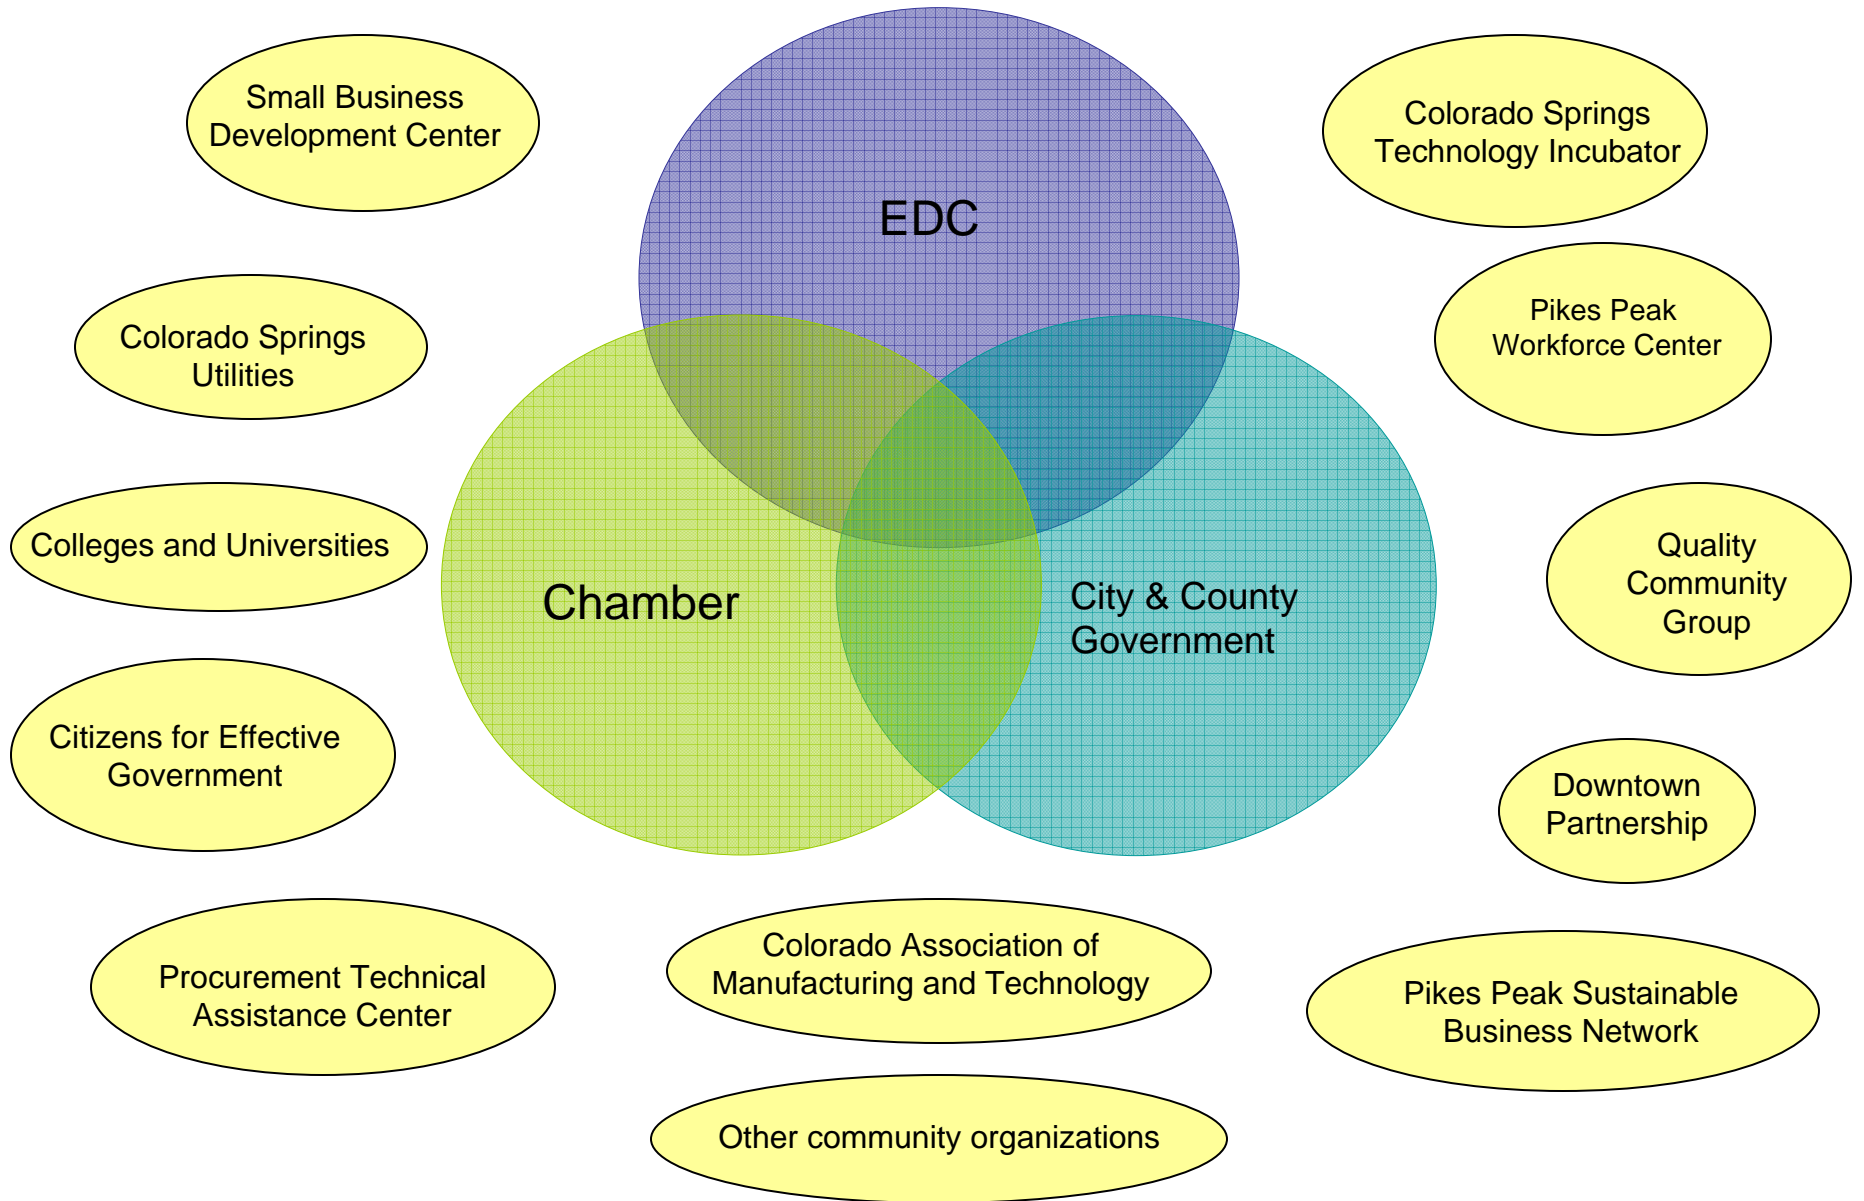 Small Business
Development Center
EDC
Colorado Springs
Technology Incubator
Colorado Springs
Utilities
Pikes Peak
Workforce Center
Colleges and Universities
Chamber
City & County
Government
Quality
Community
Group
Citizens for Effective
Government
Downtown
Partnership
Procurement Technical
Assistance Center
Colorado Association of
Manufacturing and Technology
Pikes Peak Sustainable
Business Network
Other community organizations